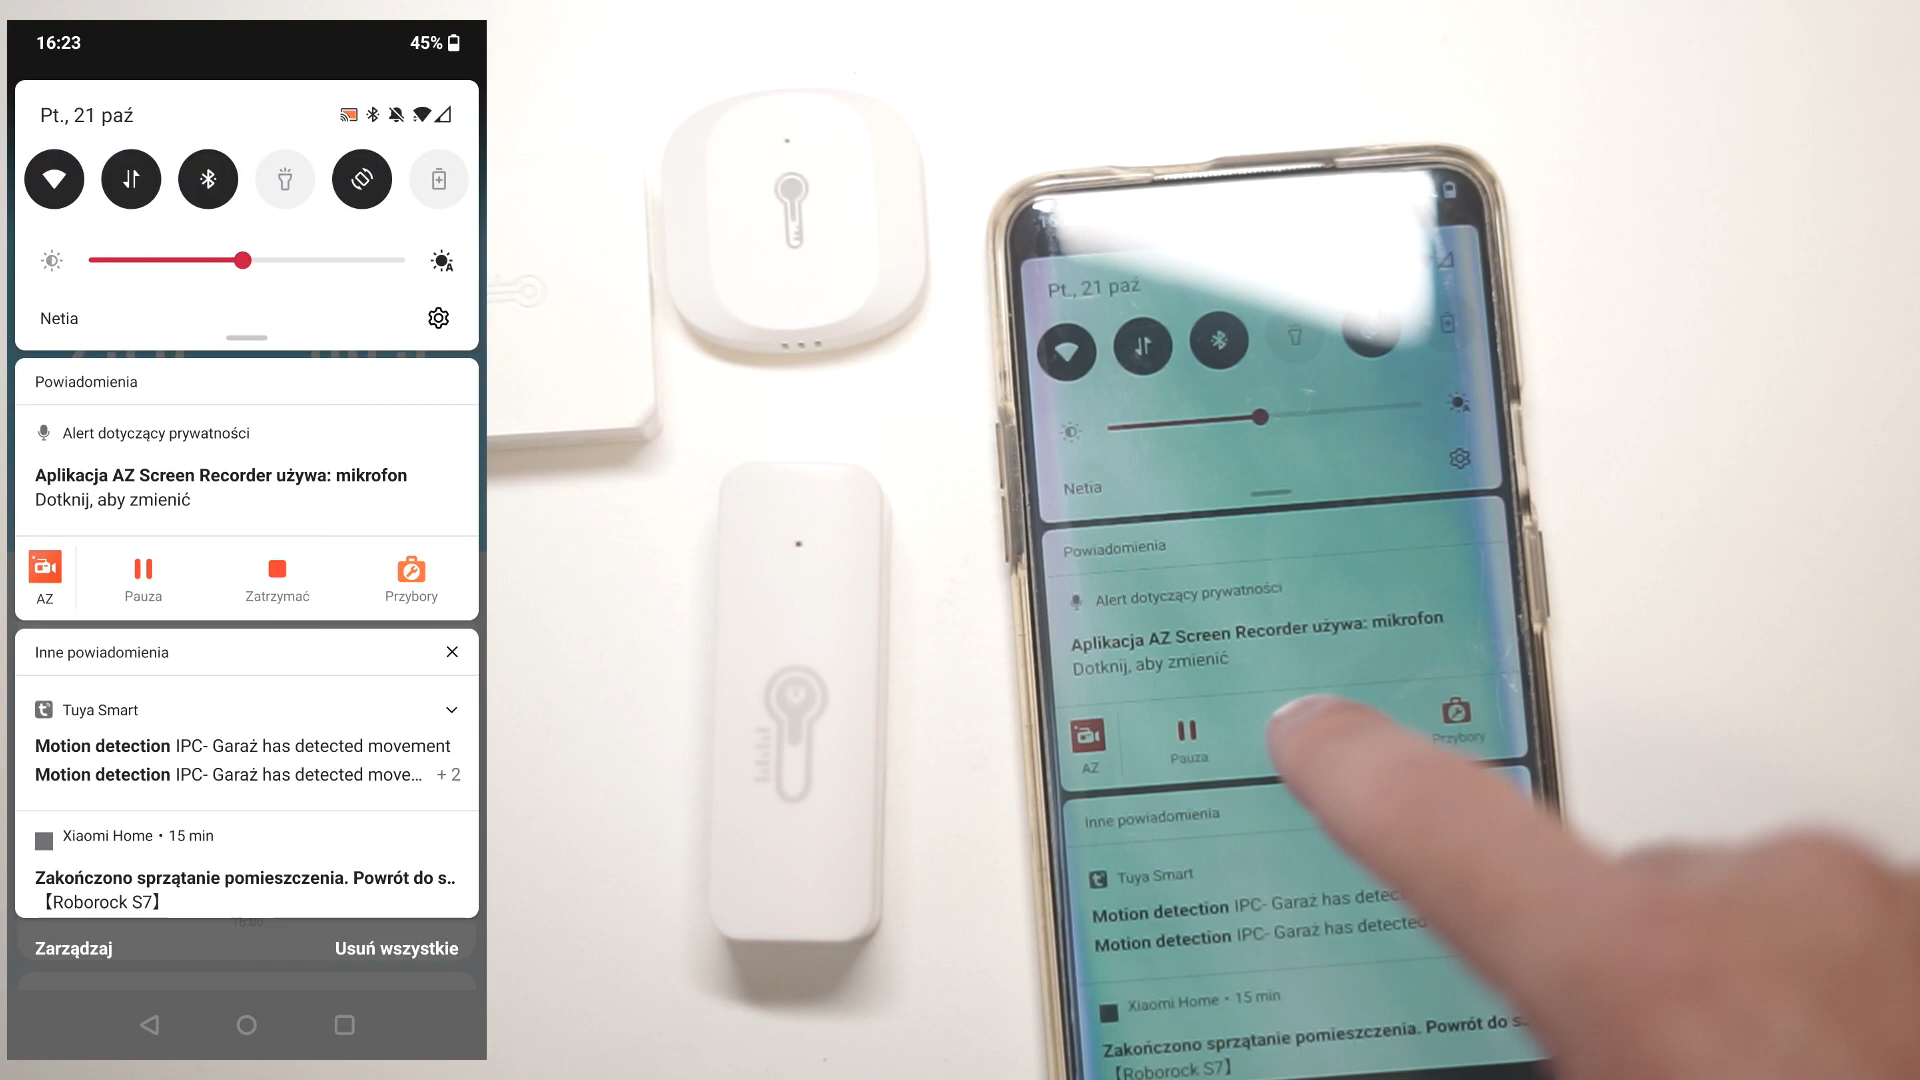 16:23
45%
Pt., 21 paź
Netia
Powiadomienia
Alert dotyczący prywatności
Aplikacja AZ Screen Recorder używa: mikrofon
Dotknij, aby zmienić
AZ
Pauza
Zatrzymać
Przybory
Inne powiadomienia
Tuya Smart
Motion detection IPC- Garaż has detected movement
Motion detection IPC- Garaż has detected move... + 2
Xiaomi Home • 15 min
Zakończono sprzątanie pomieszczenia. Powrót do s..
【Roborock S7】
Zarządzaj
Usuń wszystkie
Pt., 21 paź
Netia
Powiadomienia
Alert dotyczący prywatności
Aplikacja AZ Screen Recorder używa: mikrofon
Dotknij, aby zmienić
AZ
Pauza
Przybory
Inne powiadomienia
Tuya Smart
Motion detection IPC- Garaż has detec
Motion detection IPC- Garaż has detected
Xiaomi Home • 15 min
Zakończono sprzątanie pomieszczenia. Powrót do s..
【Roborock S7】